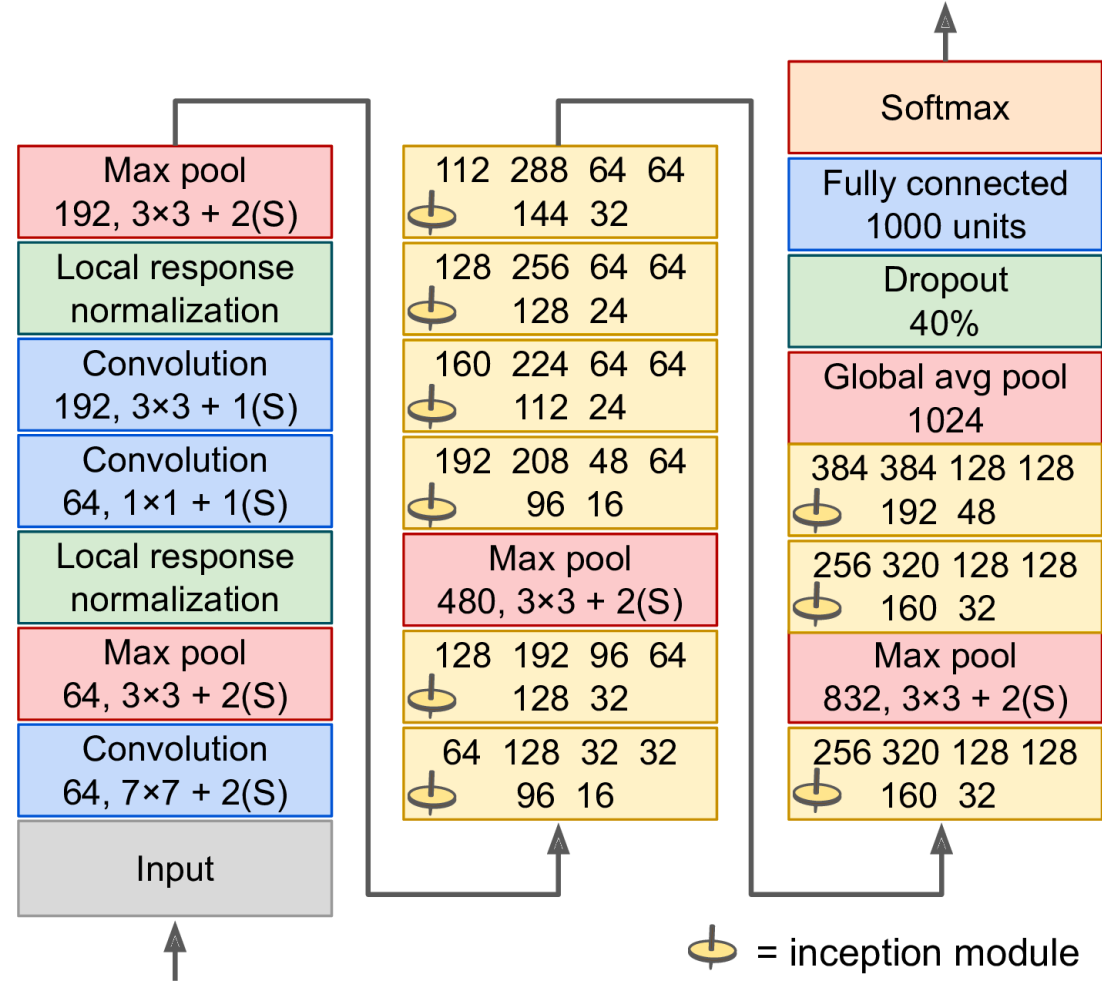 Max pool
192, 3×3 + 2(S)
Local response
normalization
Convolution
192, 3×3 + 1(S)
Convolution
64, 1×1 + 1(S)
Local response
normalization
Max pool
64, 3×3 + 2(S)
Convolution
64, 7×7 + 2(S)
Input
112 288 64 64
144 32
128 256 64 64
128 24
160 224 64 64
112 24
192 208 48 64
96 16
Max pool
480, 3×3 + 2(S)
128 192 96 64
128 32
64 128 32 32
96 16
Softmax
Fully connected
1000 units
Dropout
40%
Global avg pool
1024
384 384 128 128
192 48
256 320 128 128
160 32
Max pool
832, 3×3 + 2(S)
256 320 128 128
160 32
= inception module